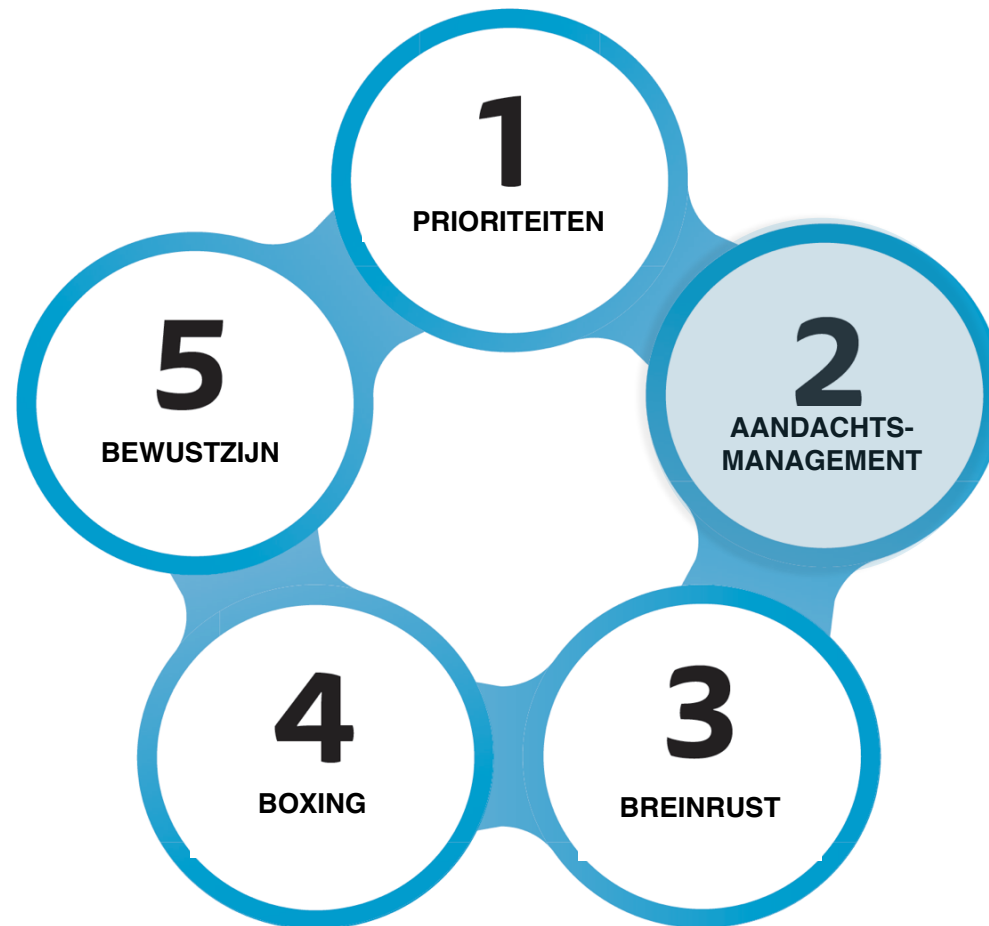 1
PRIORITEITEN
2
AANDACHTS-
MANAGEMENT
3
BREINRUST
4
BOXING
5
BEWUSTZIJN